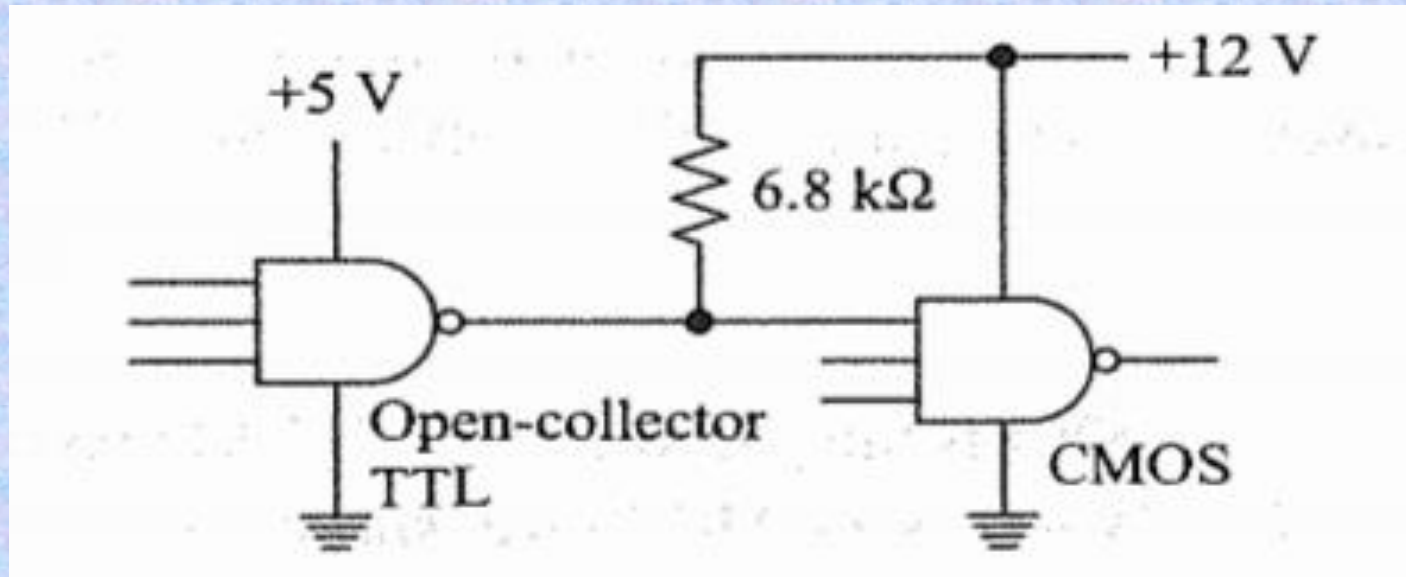 +12 V
+5 V
6.8 kΩ
Open-collector
TTL
CMOS